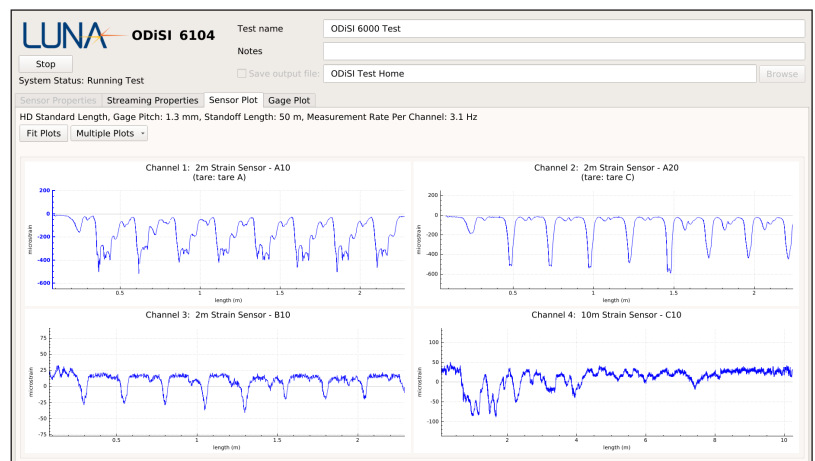 LUNA ODiSI 6104
Test name ODiSI 6000 Test
Notes
Stop
System Status: Running Test
Save output file: ODiSI Test Home Browse
Sensor Properties Streaming Properties Sensor Plot Gage Plot
HD Standard Length, Gage Pitch: 1.3 mm, Standoff Length: 50 m, Measurement Rate Per Channel: 3.1 Hz
Fit Plots Multiple Plots
Channel 1: 2m Strain Sensor - A10
(tare: tare A)
200
0
-200
-400
-600
microstrain
0.5 1 1.5 2
length (m)
Channel 2: 2m Strain Sensor - A20
(tare: tare C)
200
0
-200
-400
-600
microstrain
0.5 1 1.5 2
length (m)
Channel 3: 2m Strain Sensor - B10
75
50
25
0
-25
-50
-75
microstrain
0.5 1 1.5 2
length (m)
Channel 4: 10m Strain Sensor - C10
100
50
0
-50
-100
microstrain
2 4 6 8 10
length (m)